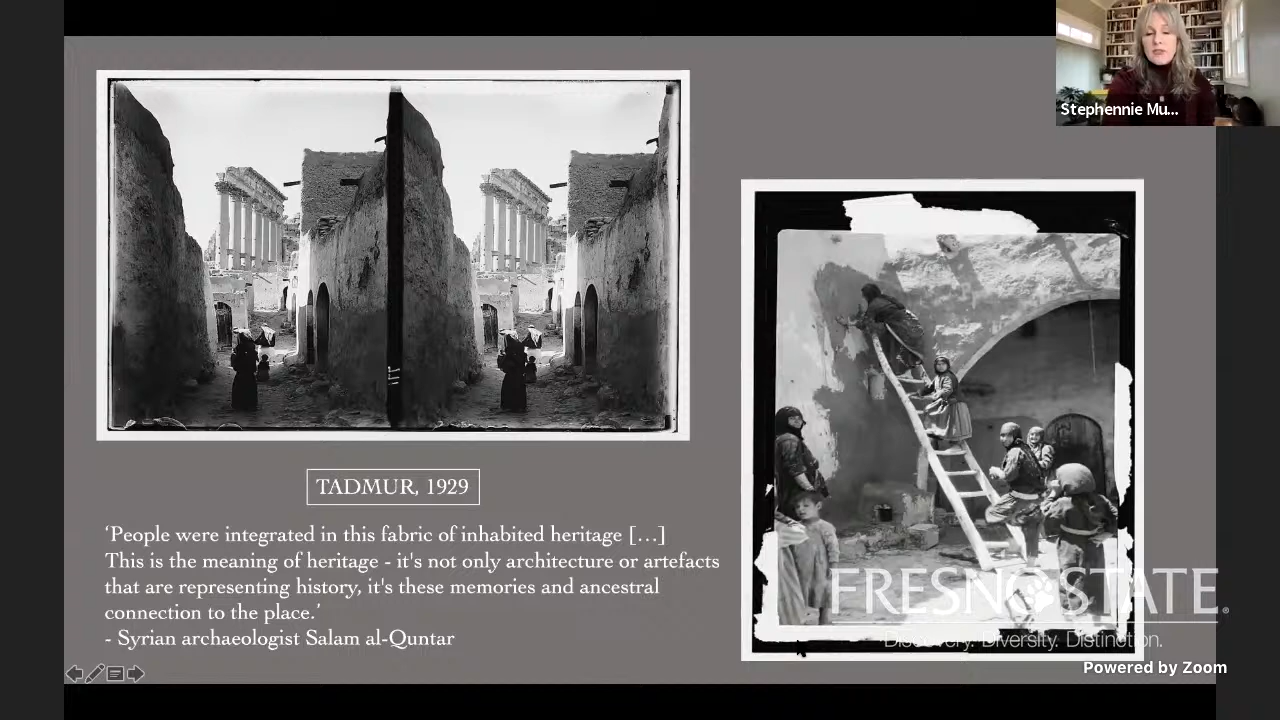 Stephennie Mu...
TADMUR, 1929
‘People were integrated in this fabric of inhabited heritage […]
This is the meaning of heritage - it's not only architecture or artefacts
that are representing history, it's these memories and ancestral
connection to the place.’
- Syrian archaeologist Salam al-Quntar
FRESNO STATE®
Discovery. Diversity. Distinction.
Powered by Zoom